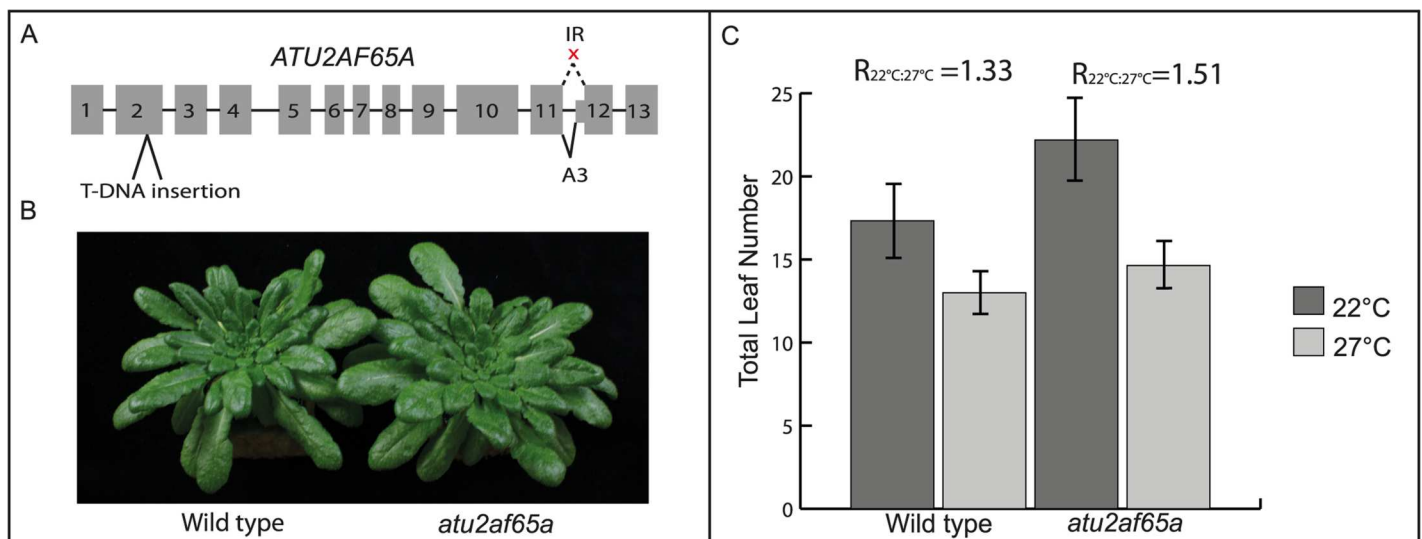 A
ATU2AF65A
IR
x
1 2 3 4 5 6 7 8 9 10 11 12 13
T-DNA insertion
A3
B
Wild type
atu2af65a
C
R22°C:27°C =1.33
R22°C:27°C=1.51
Total Leaf Number
25
20
15
10
5
0
Wild type
atu2af65a
22°C
27°C